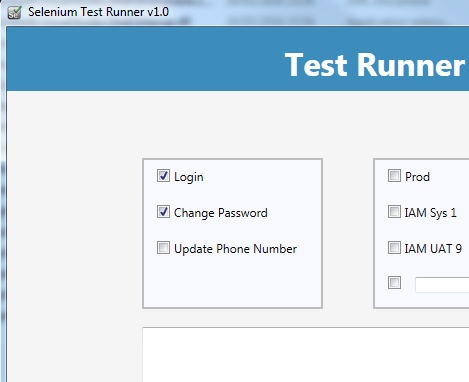 Selenium Test Runner v1.0
Test Runner
Login
Change Password
Update Phone Number
Prod
IAM Sys 1
IAM UAT 9